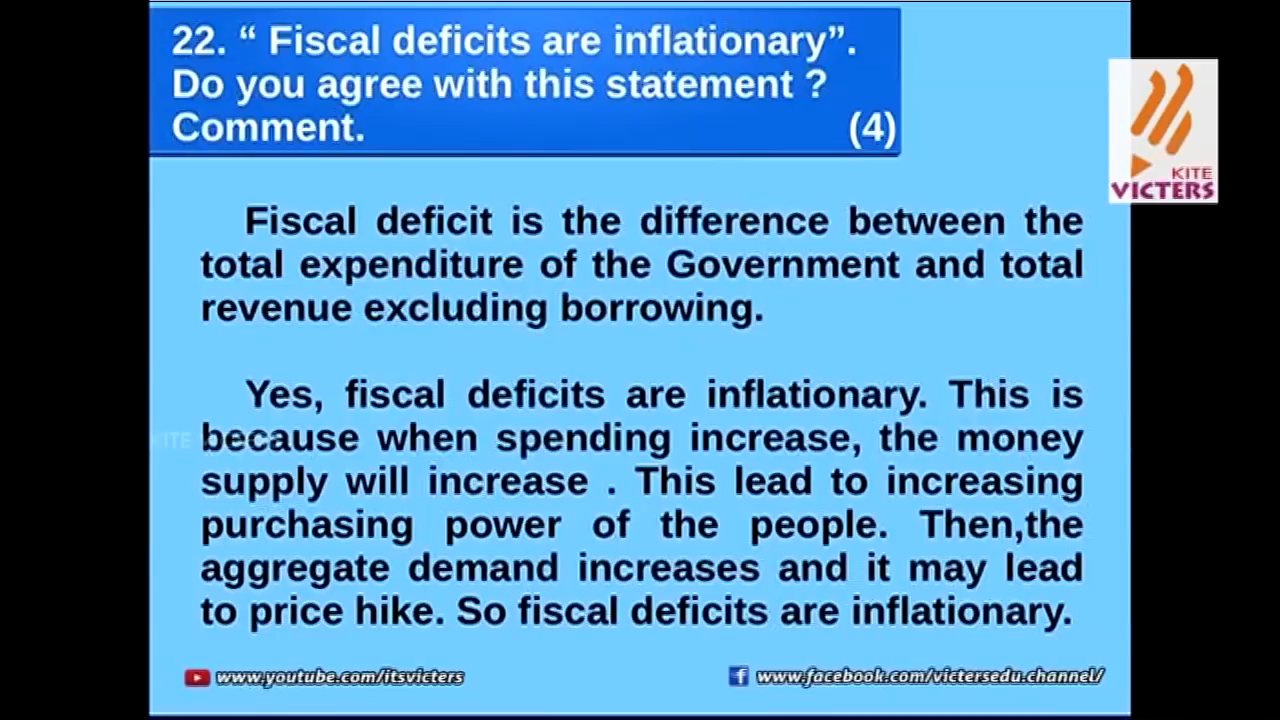 22. “ Fiscal deficits are inflationary”.
Do you agree with this statement ?
Comment. (4)
KITE
VICTERS
Fiscal deficit is the difference between the
total expenditure of the Government and total
revenue excluding borrowing.
Yes, fiscal deficits are inflationary. This is
because when spending increase, the money
supply will increase . This lead to increasing
purchasing power of the people. Then,the
aggregate demand increases and it may lead
to price hike. So fiscal deficits are inflationary.
www.youtube.com/itsvicters
www.facebook.com/victersedu.channel/